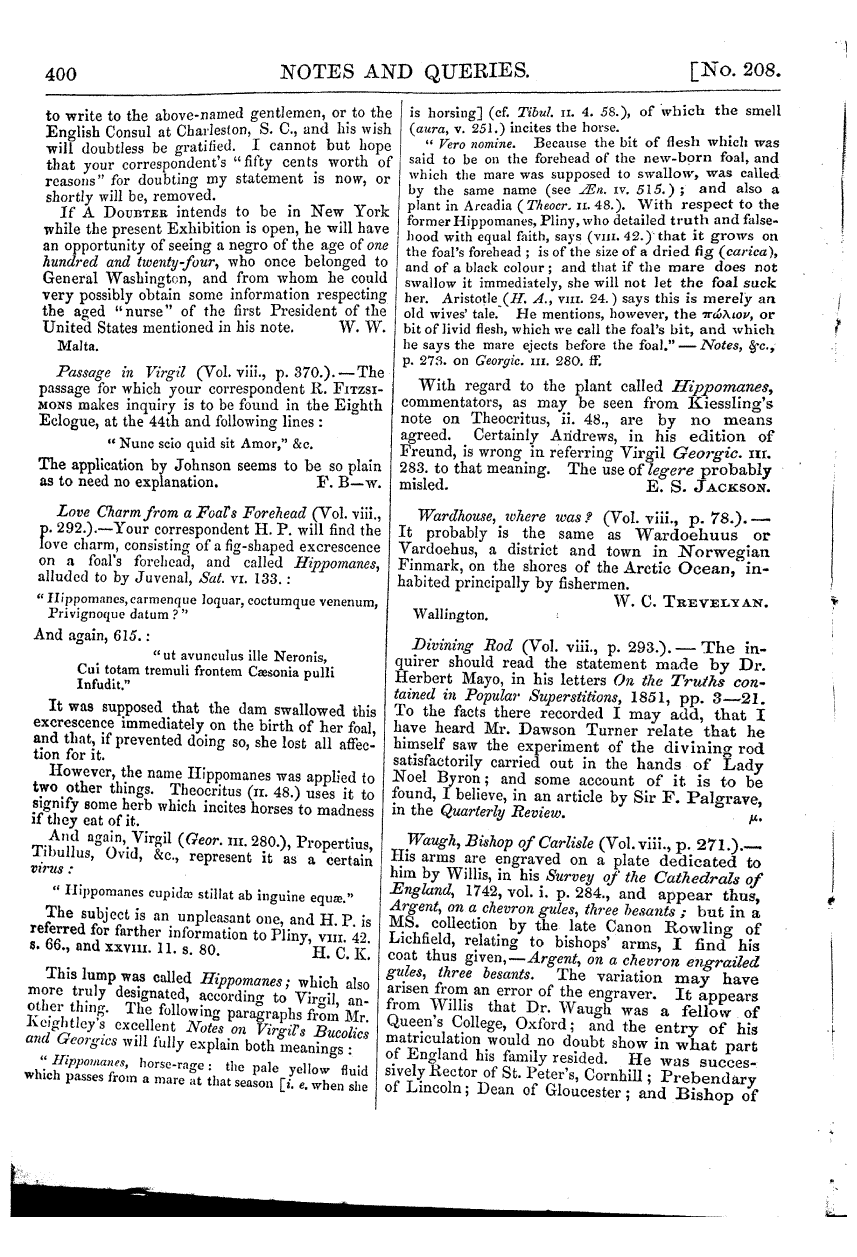 400 NOTES AND QUERIES. [No. 208.
to write to the above-named gentlemen, or to the
English Consul at Charleston, S. C., and his wish
will doubtless be gratified. I cannot but hope
that your correspondent's "fifty cents worth of
reasons" for doubting my statement is now, or
shortly will be, removed.
If A DOUBTER intends to be in New York
while the present Exhibition is open, he will have
an opportunity of seeing a negro of the age of one
hundred and twenty-four, who once belonged to
General Washington, and from whom he could
very possibly obtain some information respecting
the aged "nurse" of the first President of the
United States mentioned in his note. W. W.
Malta.
Passage in Virgil (Vol. viii., p. 370.).—The
passage for which your correspondent R. FITZSI-
MONS makes inquiry is to be found in the Eighth
Eclogue, at the 44th and following lines:
"Nunc scio quid sit Amor," &c.
The application by Johnson seems to be so plain
as to need no explanation. F. B—w.
Love Charm from a Foal's Forehead (Vol. viii.,
p. 292.).—Your correspondent H. P. will find the
love charm, consisting of a fig-shaped excrescence
on a foal's forehead, and called Hippomanes,
alluded to by Juvenal, Sat. VI. 133.:
"Hippomanes, carmenque loquar, coctumque venenum,
Privignoque datum?"
And again, 615.:
"ut avunculus ille Neronis,
Cui totam tremuli frontem Cæsonia pulli
Infudit."
It was supposed that the dam swallowed this
excrescence immediately on the birth of her foal,
and that, if prevented doing so, she lost all affec-
tion for it.
However, the name Hippomanes was applied to
two other things. Theocritus (II. 48.) uses it to
signify some herb which incites horses to madness
if they eat of it.
And again, Virgil (Geor. III. 280.), Propertius,
Tibullus, Ovid, &c., represent it as a certain
virus:
"Hippomanes cupidæ stillat ab inguine equæ."
The subject is an unpleasant one, and H. P. is
referred for farther information to Pliny, VIII. 42.
s. 66., and XXVIII. 11. s. 80. H. C. K.
This lump was called Hippomanes; which also
more truly designated, according to Virgil, an-
other thing. The following paragraphs from Mr.
Keightley's excellent Notes on Virgil's Bucolics
and Georgics will fully explain both meanings:
"Hippomanes, horse-rage: the pale yellow fluid
which passes from a mare at that season [i. e. when she
is horsing] (cf. Tibul. II. 4. 58.), of which the smell
(aura, v. 251.) incites the horse.
"Vero nomine. Because the bit of flesh which was
said to be on the forehead of the new-born foal, and
which the mare was supposed to swallow, was called
by the same name (see Æn. IV. 515.); and also a
plant in Arcadia (Theocr. II. 48.). With respect to the
former Hippomanes, Pliny, who detailed truth and false-
hood with equal faith, says (VIII. 42.) that it grows on
the foal's forehead; is of the size of a dried fig (carica),
and of a black colour; and that if the mare does not
swallow it immediately, she will not let the foal suck
her. Aristotle (H. A., VIII. 24.) says this is merely an
old wives' tale. He mentions, however, the πώλιον, or
bit of livid flesh, which we call the foal's bit, and which
he says the mare ejects before the foal."—Notes, &c.,
p. 273. on Georgic. III. 280. ff.
With regard to the plant called Hippomanes,
commentators, as may be seen from Kiessling's
note on Theocritus, ii. 48., are by no means
agreed. Certainly Andrews, in his edition of
Freund, is wrong in referring Virgil Georgic. III.
283. to that meaning. The use of legere probably
misled. E. S. JACKSON.
Wardhouse, where was? (Vol. viii., p. 78.).—
It probably is the same as Wardoehuus or
Vardoehus, a district and town in Norwegian
Finmark, on the shores of the Arctic Ocean, in-
habited principally by fishermen.
W. C. TREVELYAN.
Wallington.
Divining Rod (Vol. viii., p. 293.).—The in-
quirer should read the statement made by Dr.
Herbert Mayo, in his letters On the Truths con-
tained in Popular Superstitions, 1851, pp. 3—21.
To the facts there recorded I may add, that I
have heard Mr. Dawson Turner relate that he
himself saw the experiment of the divining rod
satisfactorily carried out in the hands of Lady
Noel Byron; and some account of it is to be
found, I believe, in an article by Sir F. Palgrave,
in the Quarterly Review. μ.
Waugh, Bishop of Carlisle (Vol. viii., p. 271.).—
His arms are engraved on a plate dedicated to
him by Willis, in his Survey of the Cathedrals of
England, 1742, vol. i. p. 284., and appear thus,
Argent, on a chevron gules, three besants; but in a
MS. collection by the late Canon Rowling of
Lichfield, relating to bishops' arms, I find his
coat thus given,—Argent, on a chevron engrailed
gules, three besants. The variation may have
arisen from an error of the engraver. It appears
from Willis that Dr. Waugh was a fellow of
Queen's College, Oxford; and the entry of his
matriculation would no doubt show in what part
of England his family resided. He was succes-
sively Rector of St. Peter's, Cornhill; Prebendary
of Lincoln; Dean of Gloucester; and Bishop of